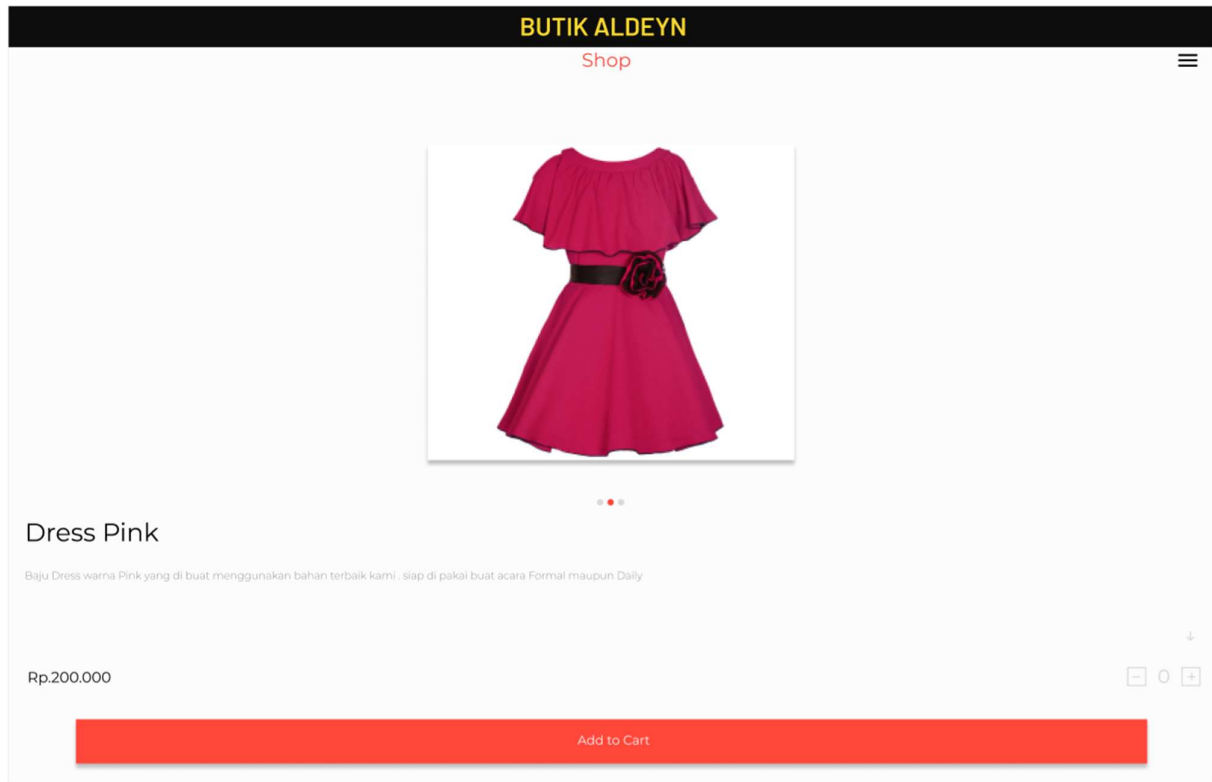 BUTIK ALDEYN
Shop
Dress Pink
Baju Dress warna Pink yang di buat menggunakan bahan terbaik kami . siap di pakai buat acara Formal maupun Daily
Rp.200.000
- 0 +
Add to Cart